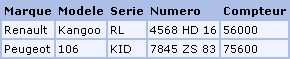 Marque Modele Serie Numero Compteur
Renault Kangoo RL 4568 HD 16 56000
Peugeot 106 KID 7845 ZS 83 75600